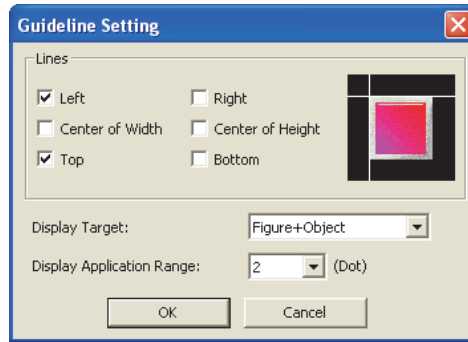 Guideline Setting
Lines
Left
Right
Center of Width
Center of Height
Top
Bottom
Display Target:
Figure+Object
Display Application Range:
2
(Dot)
OK
Cancel